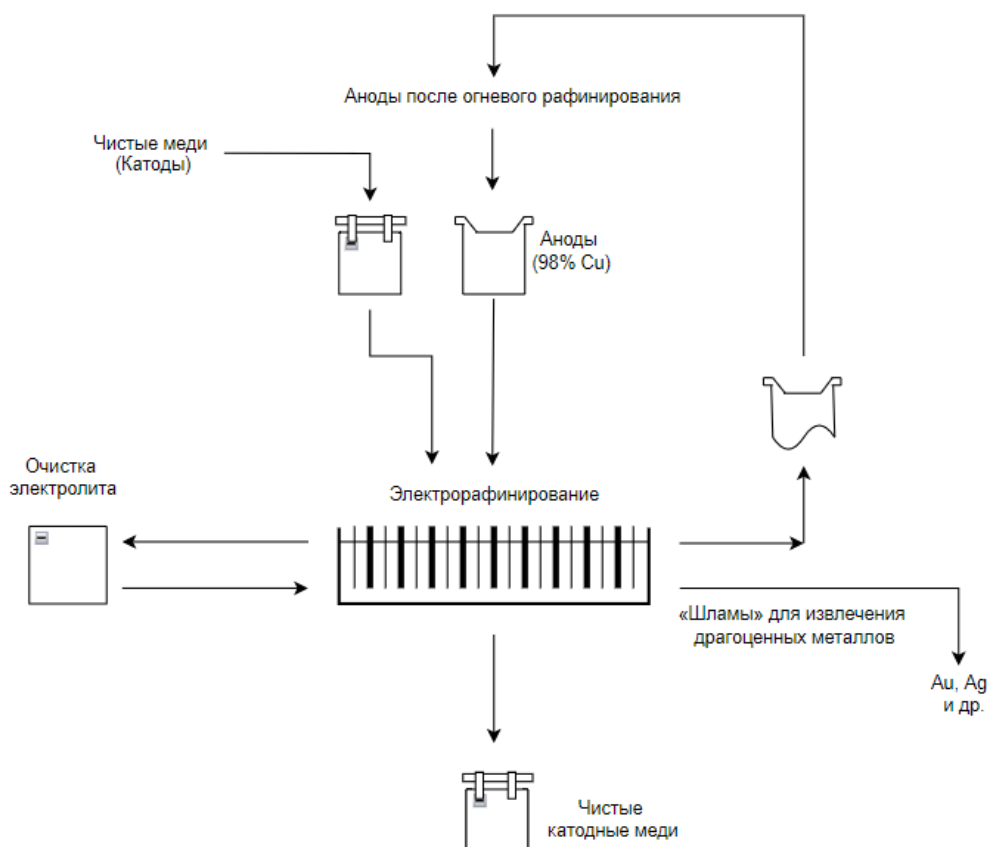 Аноды после огневого рафинирования
Чистые меди
(Катоды)
Аноды
(98% Cu)
Очистка
электролита
Электрорафинирование
«Шламы» для извлечения
драгоценных металлов
Au, Ag
и др.
Чистые
катодные меди